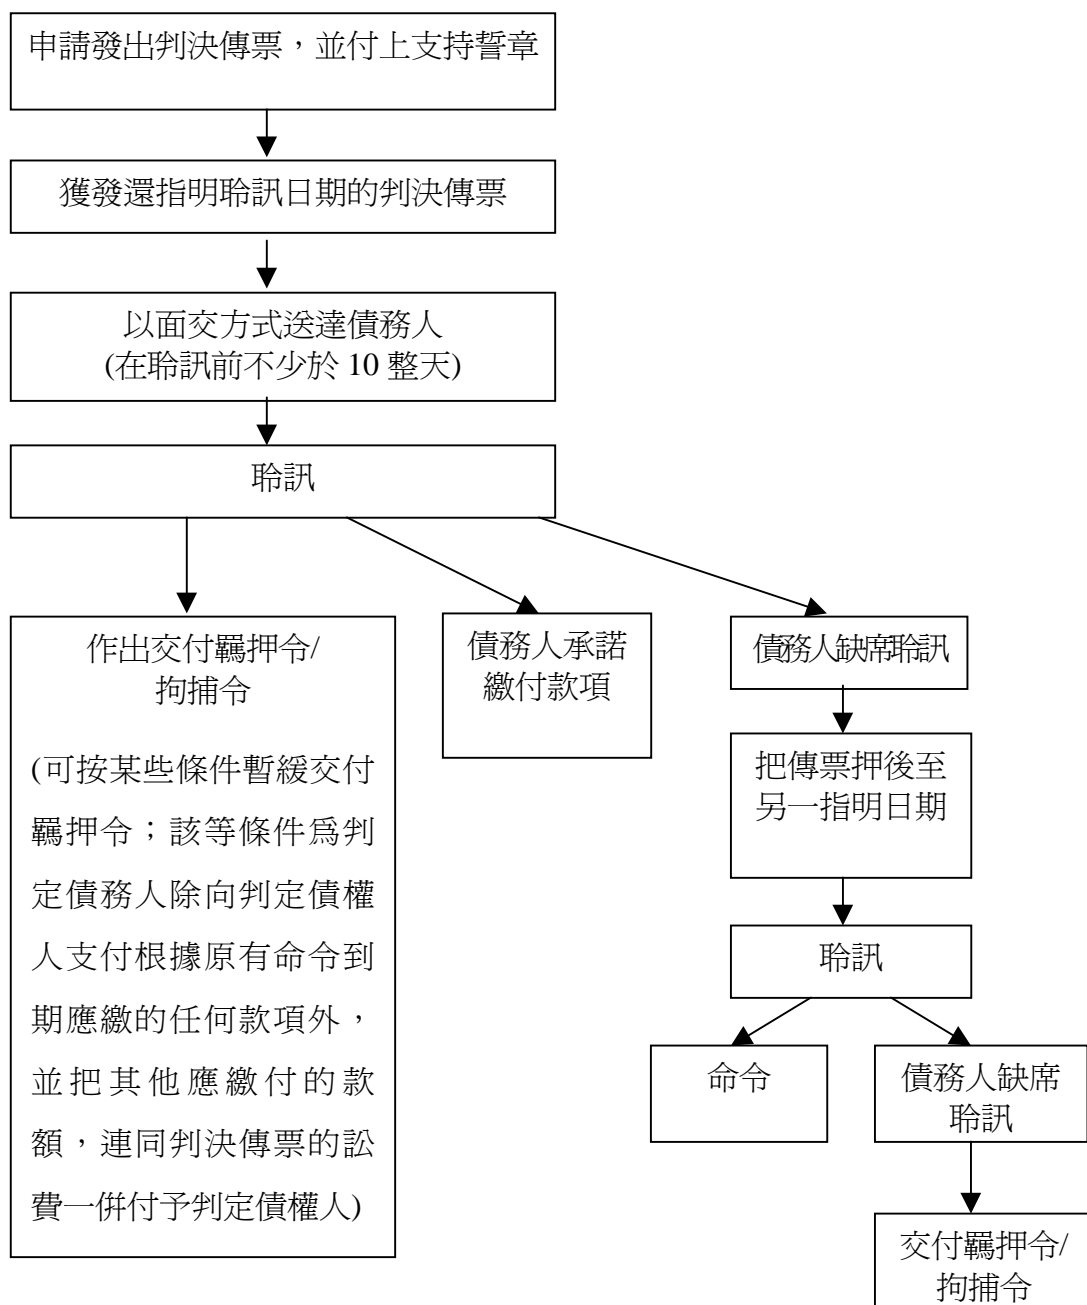 申請發出判決傳票，並付上支持誓章
獲發還指明聆訊日期的判決傳票
以面交方式送達債務人
(在聆訊前不少於 10 整天)
聆訊
作出交付羈押令/
拘捕令
(可按某些條件暫緩交付
羈押令；該等條件爲判
定債務人除向判定債權
人支付根據原有命令到
期應繳的任何款項外，
並把其他應繳付的款
額，連同判決傳票的訟
費一併付予判定債權人)
債務人承諾
繳付款項
債務人缺席聆訊
把傳票押後至
另一指明日期
聆訊
命令
債務人缺席
聆訊
交付羈押令/
拘捕令